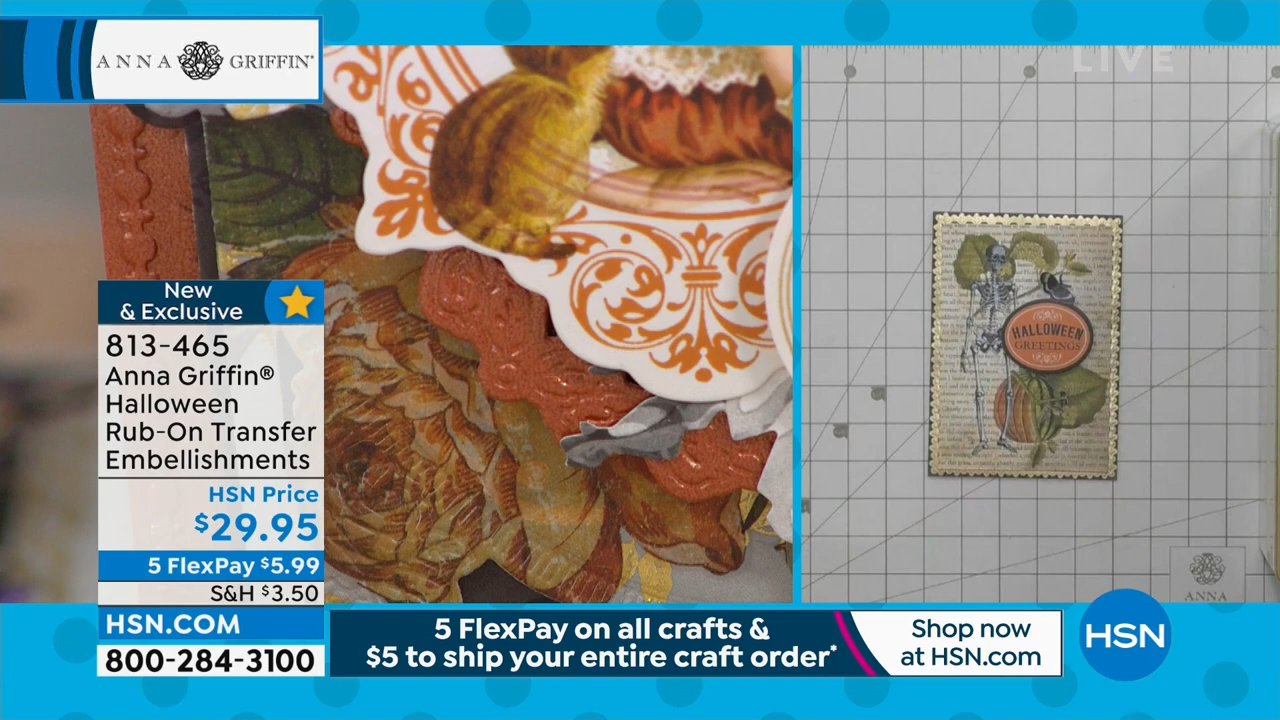 ANNA GRIFFIN®
LIVE
New
& Exclusive
813-465
Anna Griffin®
Halloween
Rub-On Transfer
Embellishments
HSN Price
$29.95
5 FlexPay $5.99
S&H $3.50
HSN.COM
800-284-3100
HALLOWEEN
GREETINGS
ANNA
5 FlexPay on all crafts &
$5 to ship your entire craft order*
Shop now
at HSN.com
HSN